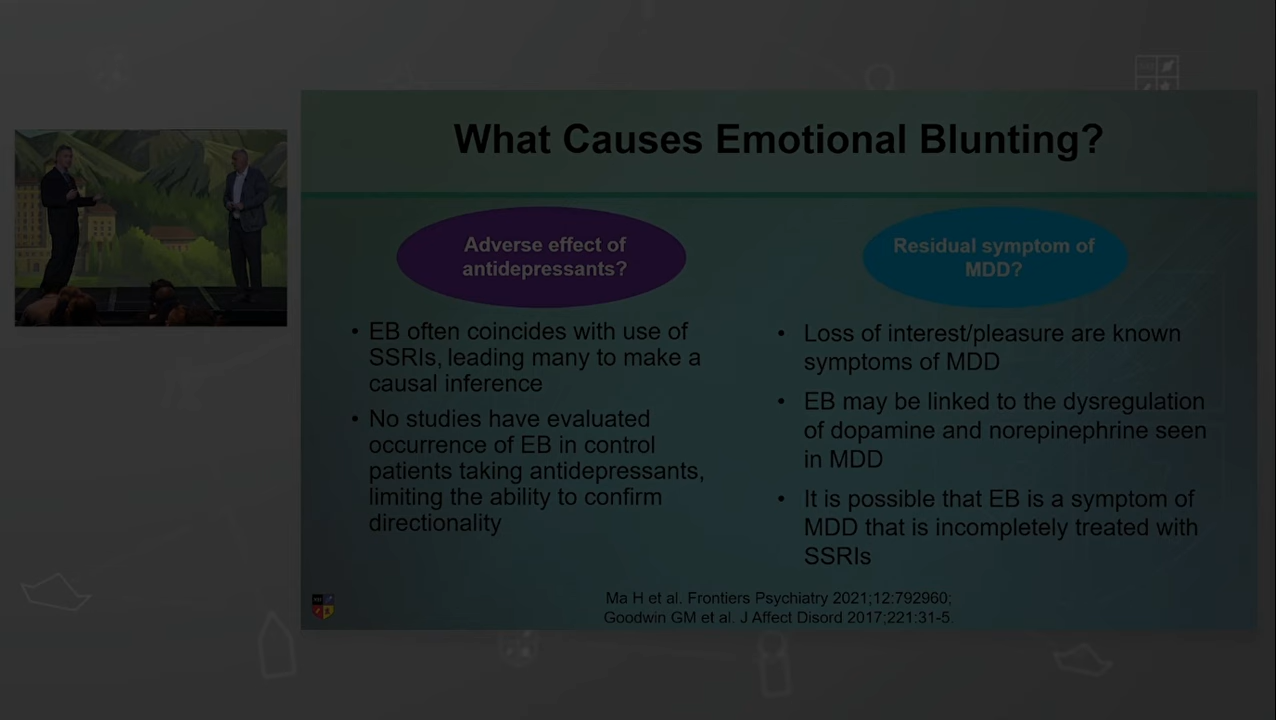 What Causes Emotional Blunting?
Adverse effect of
antidepressants?
• EB often coincides with use of
SSRIs, leading many to make a
causal inference
• No studies have evaluated
occurrence of EB in control
patients taking antidepressants,
limiting the ability to confirm
directionality
Residual symptom of
MDD?
• Loss of interest/pleasure are known
symptoms of MDD
• EB may be linked to the dysregulation
of dopamine and norepinephrine seen
in MDD
• It is possible that EB is a symptom of
MDD that is incompletely treated with
SSRIs
Ma H et al. Frontiers Psychiatry 2021;12:792960;
Goodwin GM et al. J Affect Disord 2017;221:31-5.